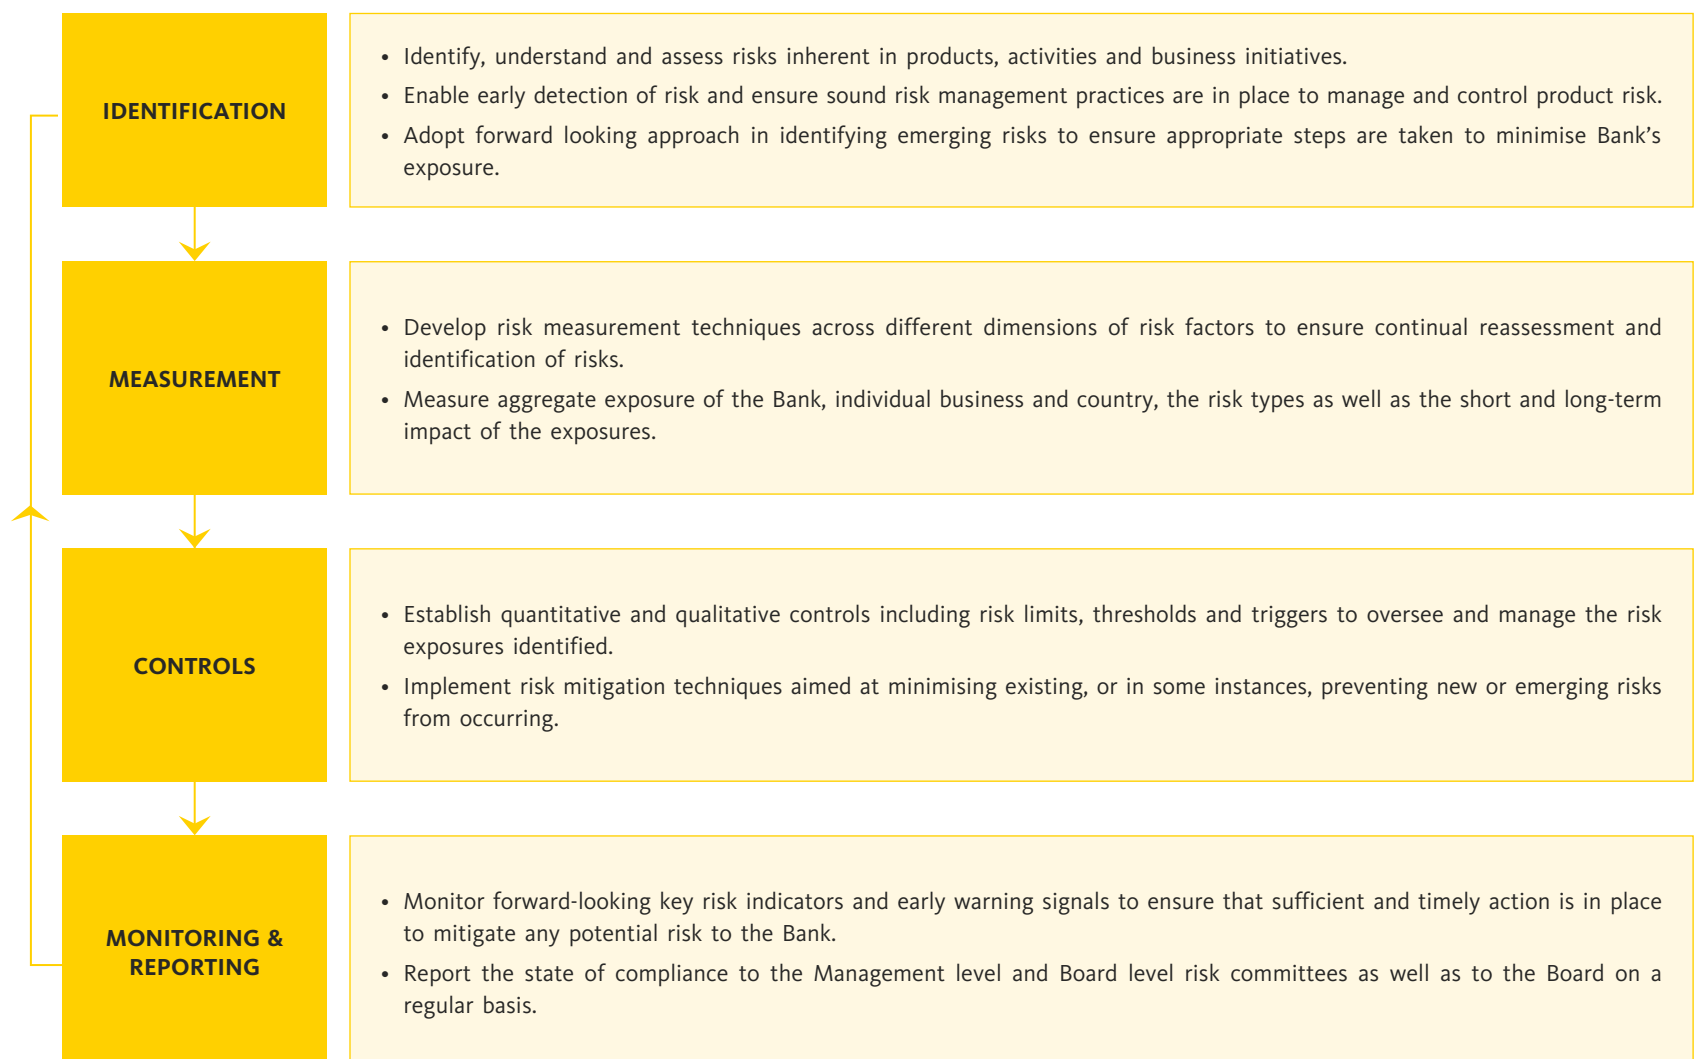 IDENTIFICATION
• Identify, understand and assess risks inherent in products, activities and business initiatives.
• Enable early detection of risk and ensure sound risk management practices are in place to manage and control product risk.
• Adopt forward looking approach in identifying emerging risks to ensure appropriate steps are taken to minimise Bank’s
exposure.
MEASUREMENT
• Develop risk measurement techniques across different dimensions of risk factors to ensure continual reassessment and
identification of risks.
• Measure aggregate exposure of the Bank, individual business and country, the risk types as well as the short and long-term
impact of the exposures.
CONTROLS
• Establish quantitative and qualitative controls including risk limits, thresholds and triggers to oversee and manage the risk
exposures identified.
• Implement risk mitigation techniques aimed at minimising existing, or in some instances, preventing new or emerging risks
from occurring.
MONITORING &
REPORTING
• Monitor forward-looking key risk indicators and early warning signals to ensure that sufficient and timely action is in place
to mitigate any potential risk to the Bank.
• Report the state of compliance to the Management level and Board level risk committees as well as to the Board on a
regular basis.